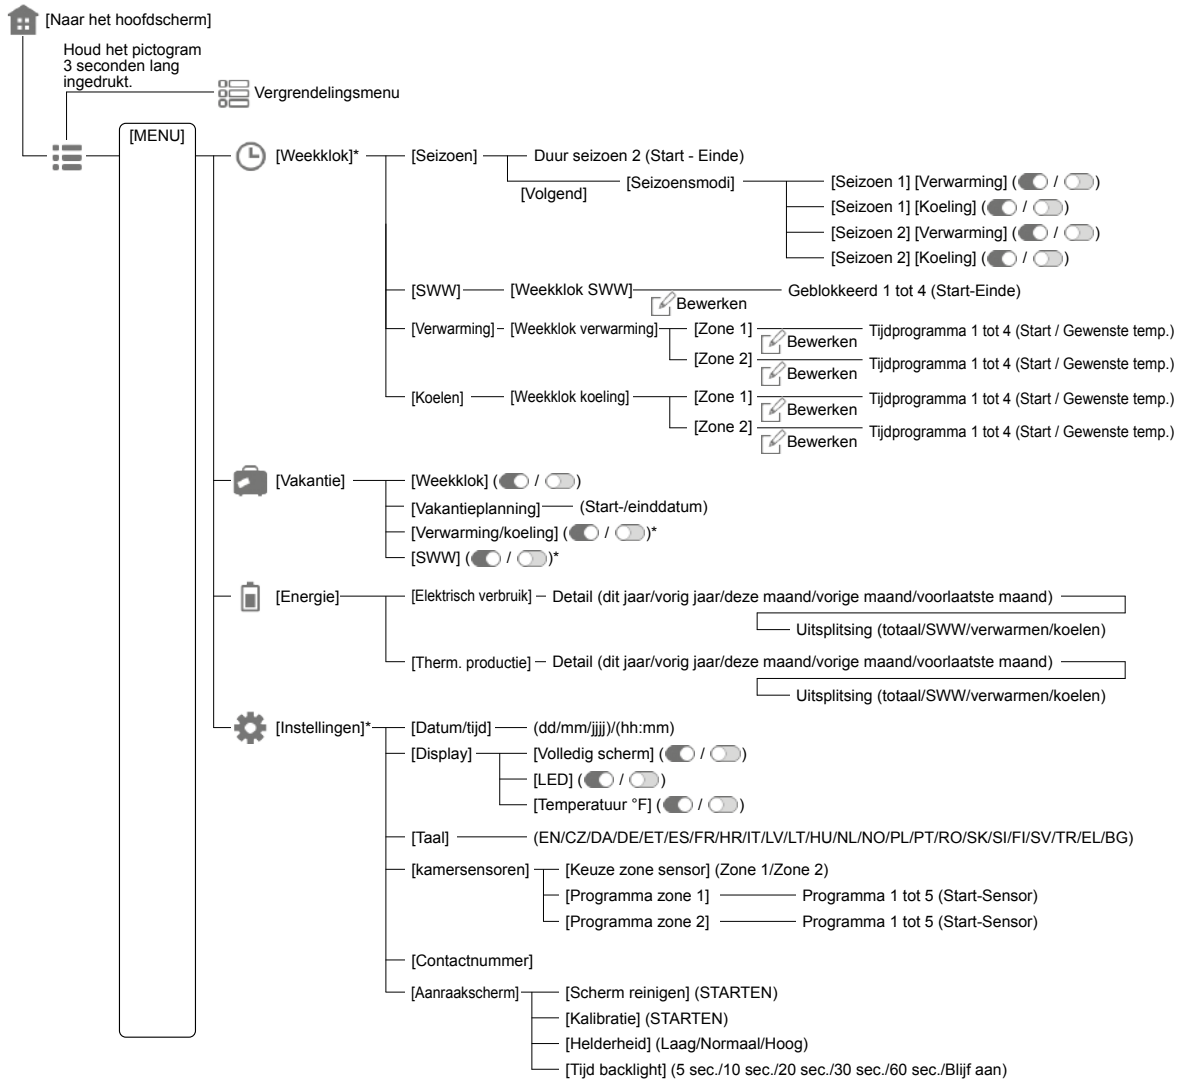 [Naar het hoofdscherm]
Houd het pictogram
3 seconden lang
ingedrukt.
Vergrendelingsmenu
[MENU]
[Weekklok]*
[Seizoen]
Duur seizoen 2 (Start - Einde)
[Volgend]
[Seizoensmodi]
[Seizoen 1] [Verwarming] ( / )
[Seizoen 1] [Koeling] ( / )
[Seizoen 2] [Verwarming] ( / )
[Seizoen 2] [Koeling] ( / )
[SWW]
[Weekklok SWW]
Bewerken
Geblokkeerd 1 tot 4 (Start-Einde)
[Verwarming]
[Weekklok verwarming]
[Zone 1]
Bewerken
Tijdprogramma 1 tot 4 (Start / Gewenste temp.)
[Zone 2]
Bewerken
Tijdprogramma 1 tot 4 (Start / Gewenste temp.)
[Koelen]
[Weekklok koeling]
[Zone 1]
Bewerken
Tijdprogramma 1 tot 4 (Start / Gewenste temp.)
[Zone 2]
Bewerken
Tijdprogramma 1 tot 4 (Start / Gewenste temp.)
[Vakantie]
[Weekklok] ( / )
[Vakantieplanning]
(Start-/einddatum)
[Verwarming/koeling] ( / )*
[SWW] ( / )*
[Energie]
[Elektrisch verbruik]
Detail (dit jaar/vorig jaar/deze maand/vorige maand/voorlaatste maand)
Uitsplitsing (totaal/SWW/verwarmen/koelen)
[Therm. productie]
Detail (dit jaar/vorig jaar/deze maand/vorige maand/voorlaatste maand)
Uitsplitsing (totaal/SWW/verwarmen/koelen)
[Instellingen]*
[Datum/tijd]
(dd/mm/jjjj)/(hh:mm)
[Display]
[Volledig scherm] ( / )
[LED] ( / )
[Temperatuur °F] ( / )
[Taal]
(EN/CZ/DA/DE/ET/ES/FR/HR/IT/LV/LT/HU/NL/NO/PL/PT/RO/SK/SI/FI/SV/TR/EL/BG)
[kamersensoren]
[Keuze zone sensor] (Zone 1/Zone 2)
[Programma zone 1]
Programma 1 tot 5 (Start-Sensor)
[Programma zone 2]
Programma 1 tot 5 (Start-Sensor)
[Contactnummer]
[Aanraakscherm]
[Scherm reinigen] (STARTEN)
[Kalibratie] (STARTEN)
[Helderheid] (Laag/Normaal/Hoog)
[Tijd backlight] (5 sec./10 sec./20 sec./30 sec./60 sec./Blijf aan)